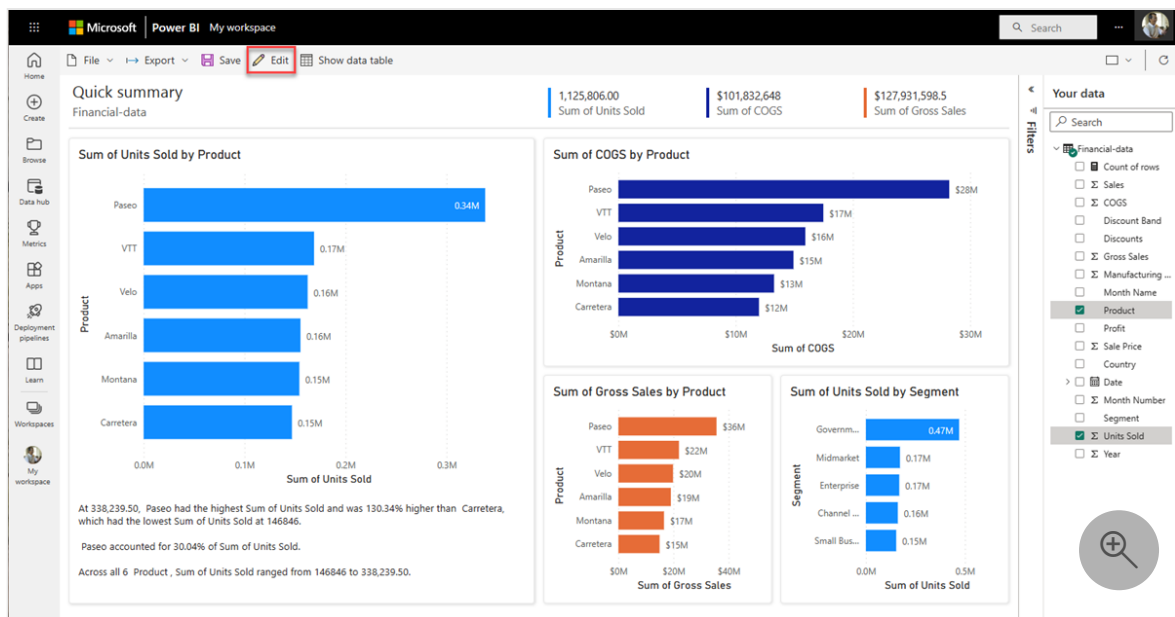 Microsoft Power BI My workspace
Search
File Export Save Edit Show data table
Home
Create
Browse
Data hub
Metrics
Apps
Deployment
pipelines
Learn
Workspaces
My
workspace
Quick summary
Financial-data
1,125,806.00
Sum of Units Sold
$101,832,648
Sum of COGS
$127,931,598.5
Sum of Gross Sales
Sum of Units Sold by Product
Product
Paseo 0.34M
VTT 0.17M
Velo 0.16M
Amarilla 0.16M
Montana 0.15M
Carretera 0.15M
0.0M 0.1M 0.2M 0.3M
Sum of Units Sold
At 338,239.50, Paseo had the highest Sum of Units Sold and was 130.34% higher than Carretera,
which had the lowest Sum of Units Sold at 146846.
Paseo accounted for 30.04% of Sum of Units Sold.
Across all 6 Product , Sum of Units Sold ranged from 146846 to 338,239.50.
Sum of COGS by Product
Product
Paseo $28M
VTT $17M
Velo $16M
Amarilla $15M
Montana $13M
Carretera $12M
$0M $10M $20M $30M
Sum of COGS
Sum of Gross Sales by Product
Product
Paseo $36M
VTT $22M
Velo $20M
Amarilla $19M
Montana $17M
Carretera $15M
$0M $20M $40M
Sum of Gross Sales
Sum of Units Sold by Segment
Segment
Governm... 0.47M
Midmarket 0.17M
Enterprise 0.17M
Channel ... 0.16M
Small Bus... 0.15M
0.0M 0.5M
Sum of Units Sold
Filters
Your data
Search
Financial-data
Count of rows
Σ Sales
Σ COGS
Discount Band
Discounts
Σ Gross Sales
Σ Manufacturing ...
Month Name
Product
Profit
Σ Sale Price
Country
Date
Σ Month Number
Segment
Σ Units Sold
Σ Year